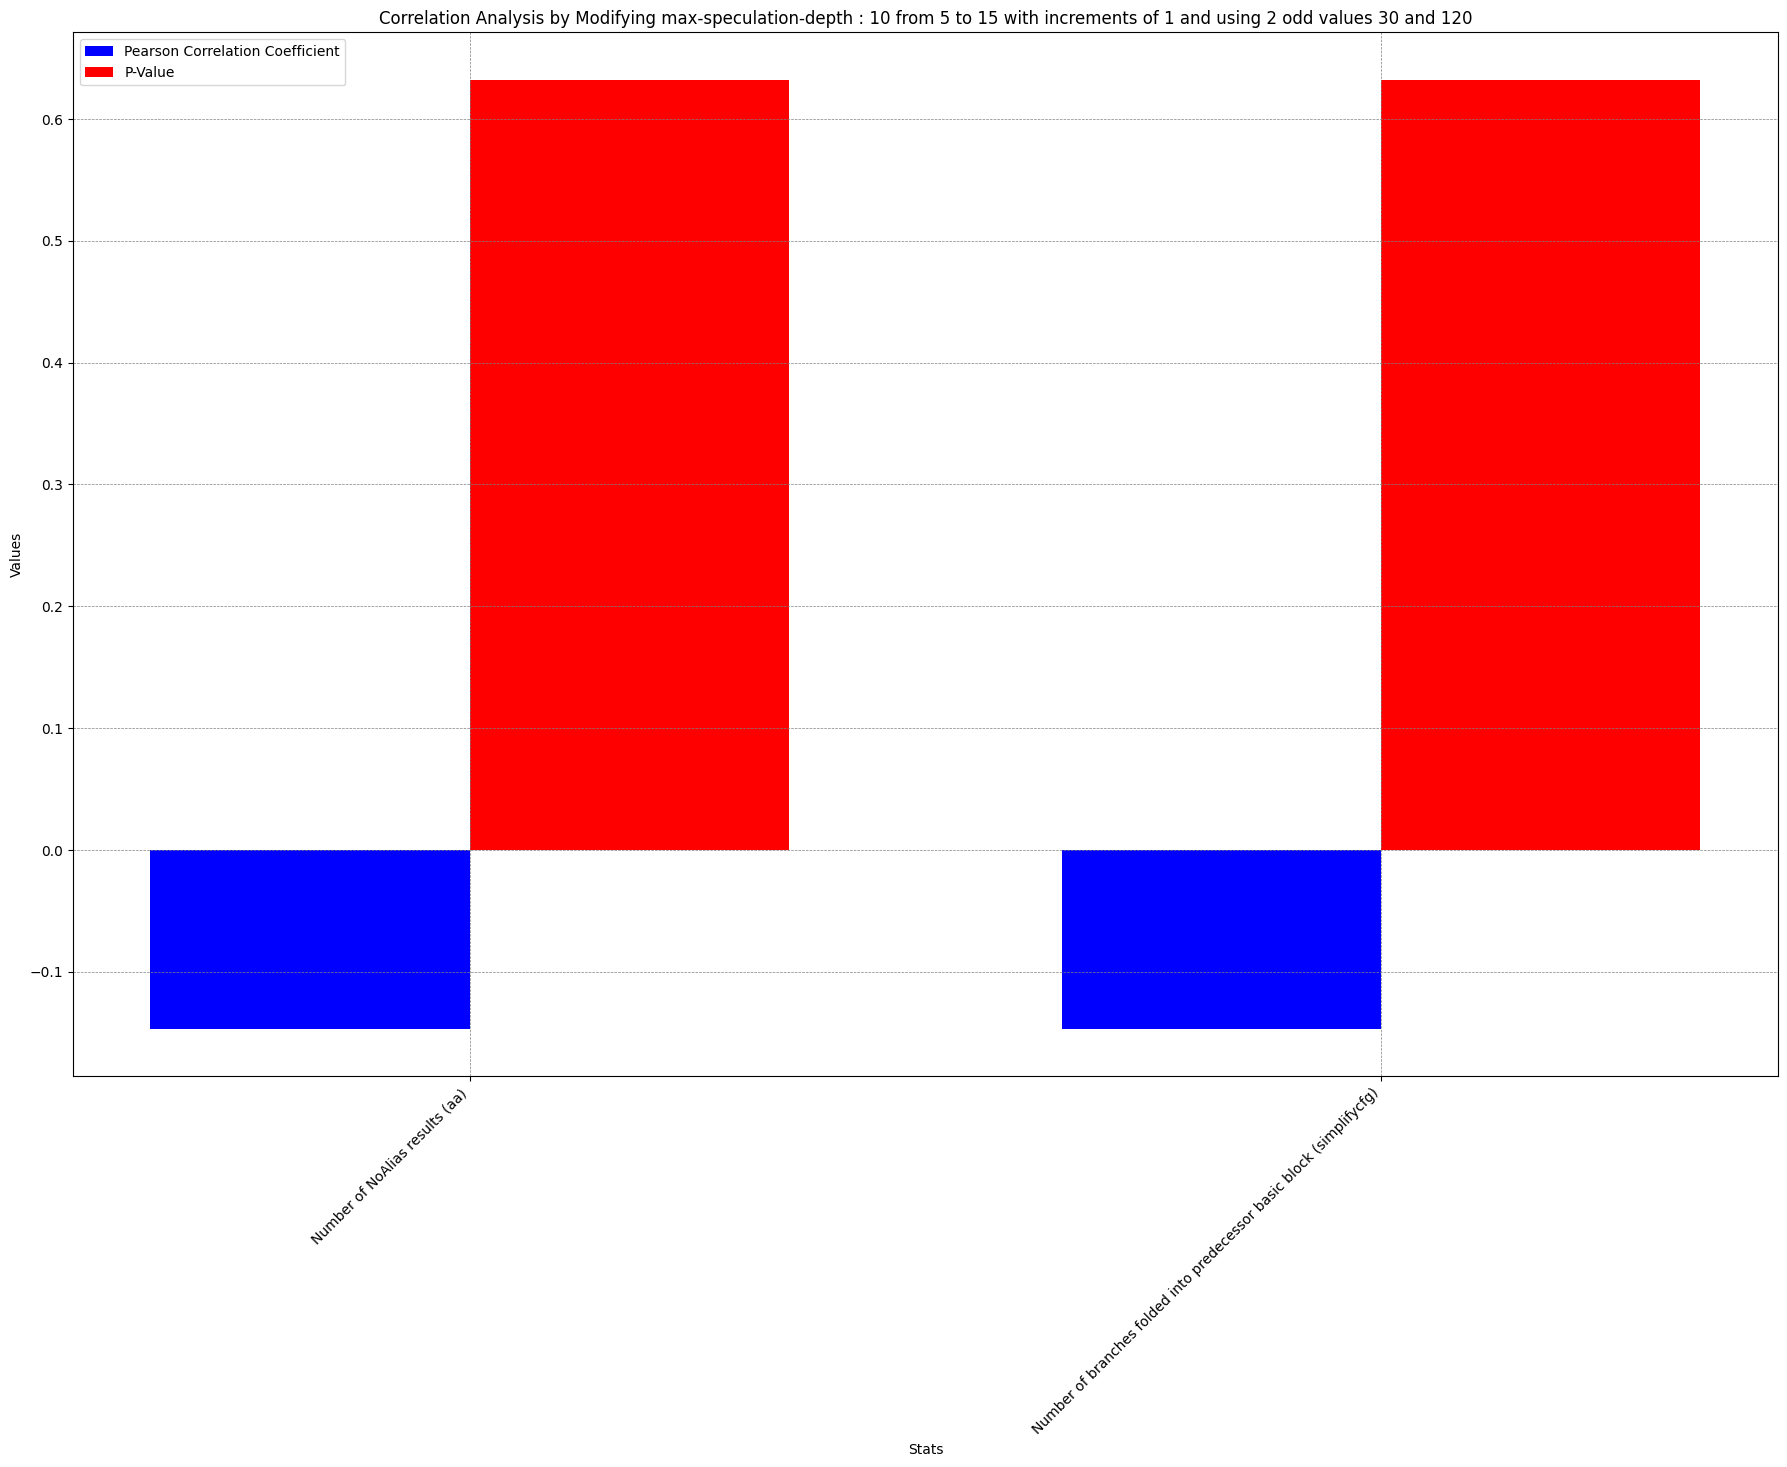 Correlation Analysis by Modifying max-speculation-depth : 10 from 5 to 15 with increments of 1 and using 2 odd values 30 and 120
Pearson Correlation Coefficient
P-Value
0.6
0.5
0.4
0.3
0.2
0.1
0.0
−0.1
Values
Number of NoAlias results (aa)
Number of branches folded into predecessor basic block (simplifycfg)
Stats